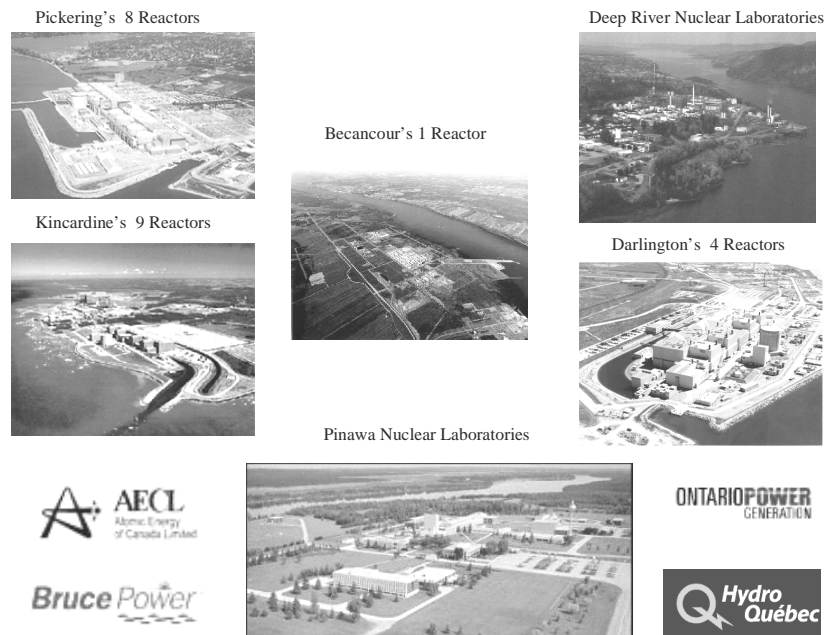 Pickering's 8 Reactors
Deep River Nuclear Laboratories
Becancour's 1 Reactor
Kincardine's 9 Reactors
Darlington's 4 Reactors
Pinawa Nuclear Laboratories
AECL
Atomic Energy
of Canada Limited
ONTARIOPOWER
GENERATION
Bruce Power
Hydro
Québec